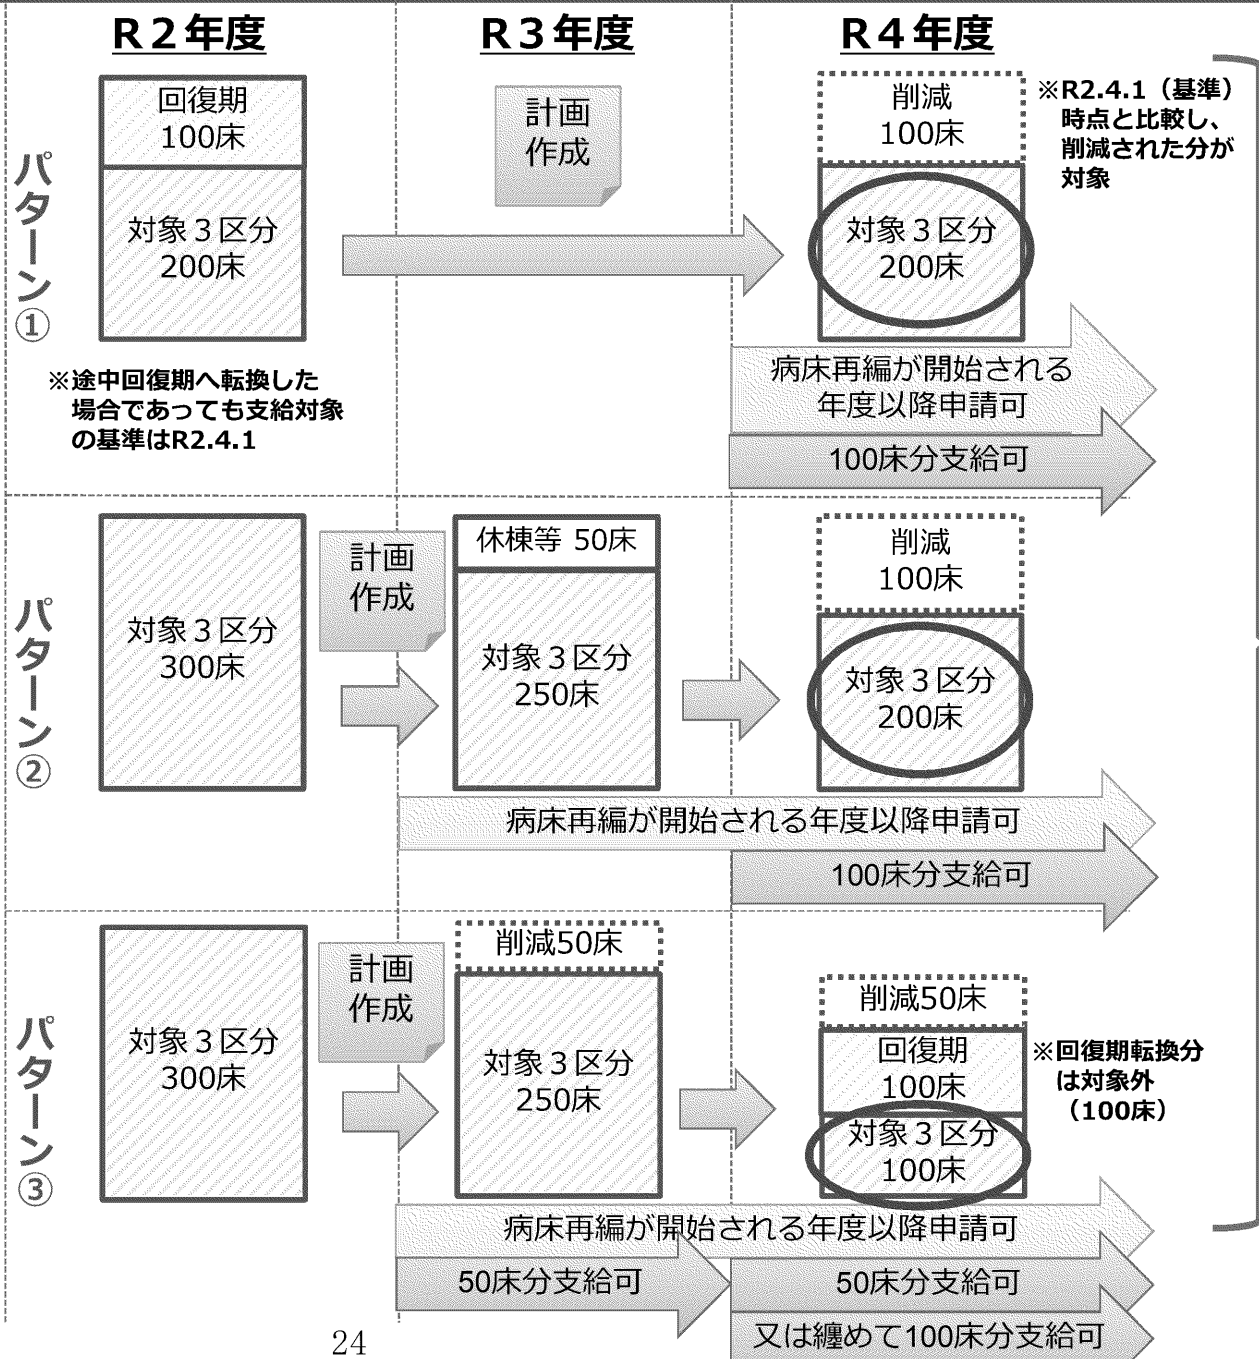 R２年度
R３年度
R４年度
パターン①
回復期
100床
対象３区分
200床
※途中回復期へ転換した
場合であっても支給対象
の基準はR2.4.1
計画
作成
削減
100床
対象３区分
200床
※R2.4.1（基準）
時点と比較し、
削減された分が
対象
病床再編が開始される
年度以降申請可
100床分支給可
パターン②
対象３区分
300床
計画
作成
休棟等 50床
対象３区分
250床
削減
100床
対象３区分
200床
病床再編が開始される年度以降申請可
100床分支給可
パターン③
対象３区分
300床
計画
作成
削減50床
対象３区分
250床
削減50床
回復期
100床
対象３区分
100床
※回復期転換分
は対象外
（100床）
病床再編が開始される年度以降申請可
50床分支給可
50床分支給可
又は纏めて100床分支給可
24